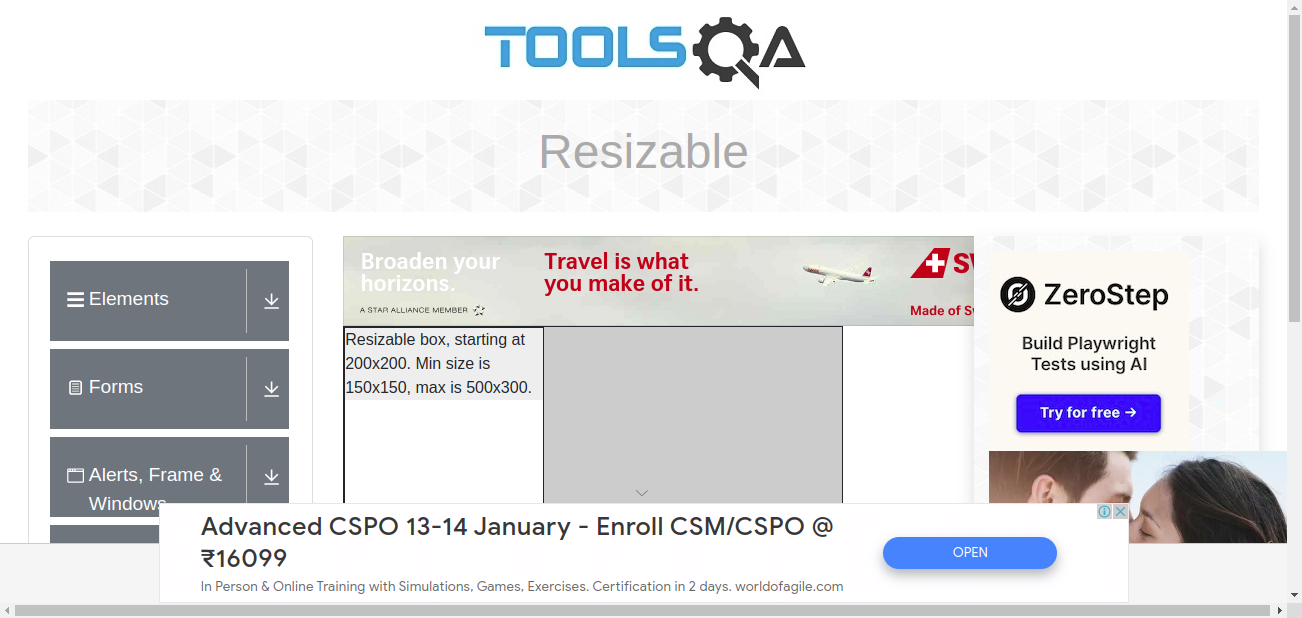 TOOLSQA
Resizable
Elements
Forms
Alerts, Frame &
Windows
Broaden your
horizons.
A STAR ALLIANCE MEMBER
Travel is what
you make of it.
Made of
Resizable box, starting at
200x200. Min size is
150x150, max is 500x300.
ZeroStep
Build Playwright
Tests using AI
Try for free →
Advanced CSPO 13-14 January - Enroll CSM/CSPO @
₹16099
In Person & Online Training with Simulations, Games, Exercises. Certification in 2 days. worldofagile.com
OPEN